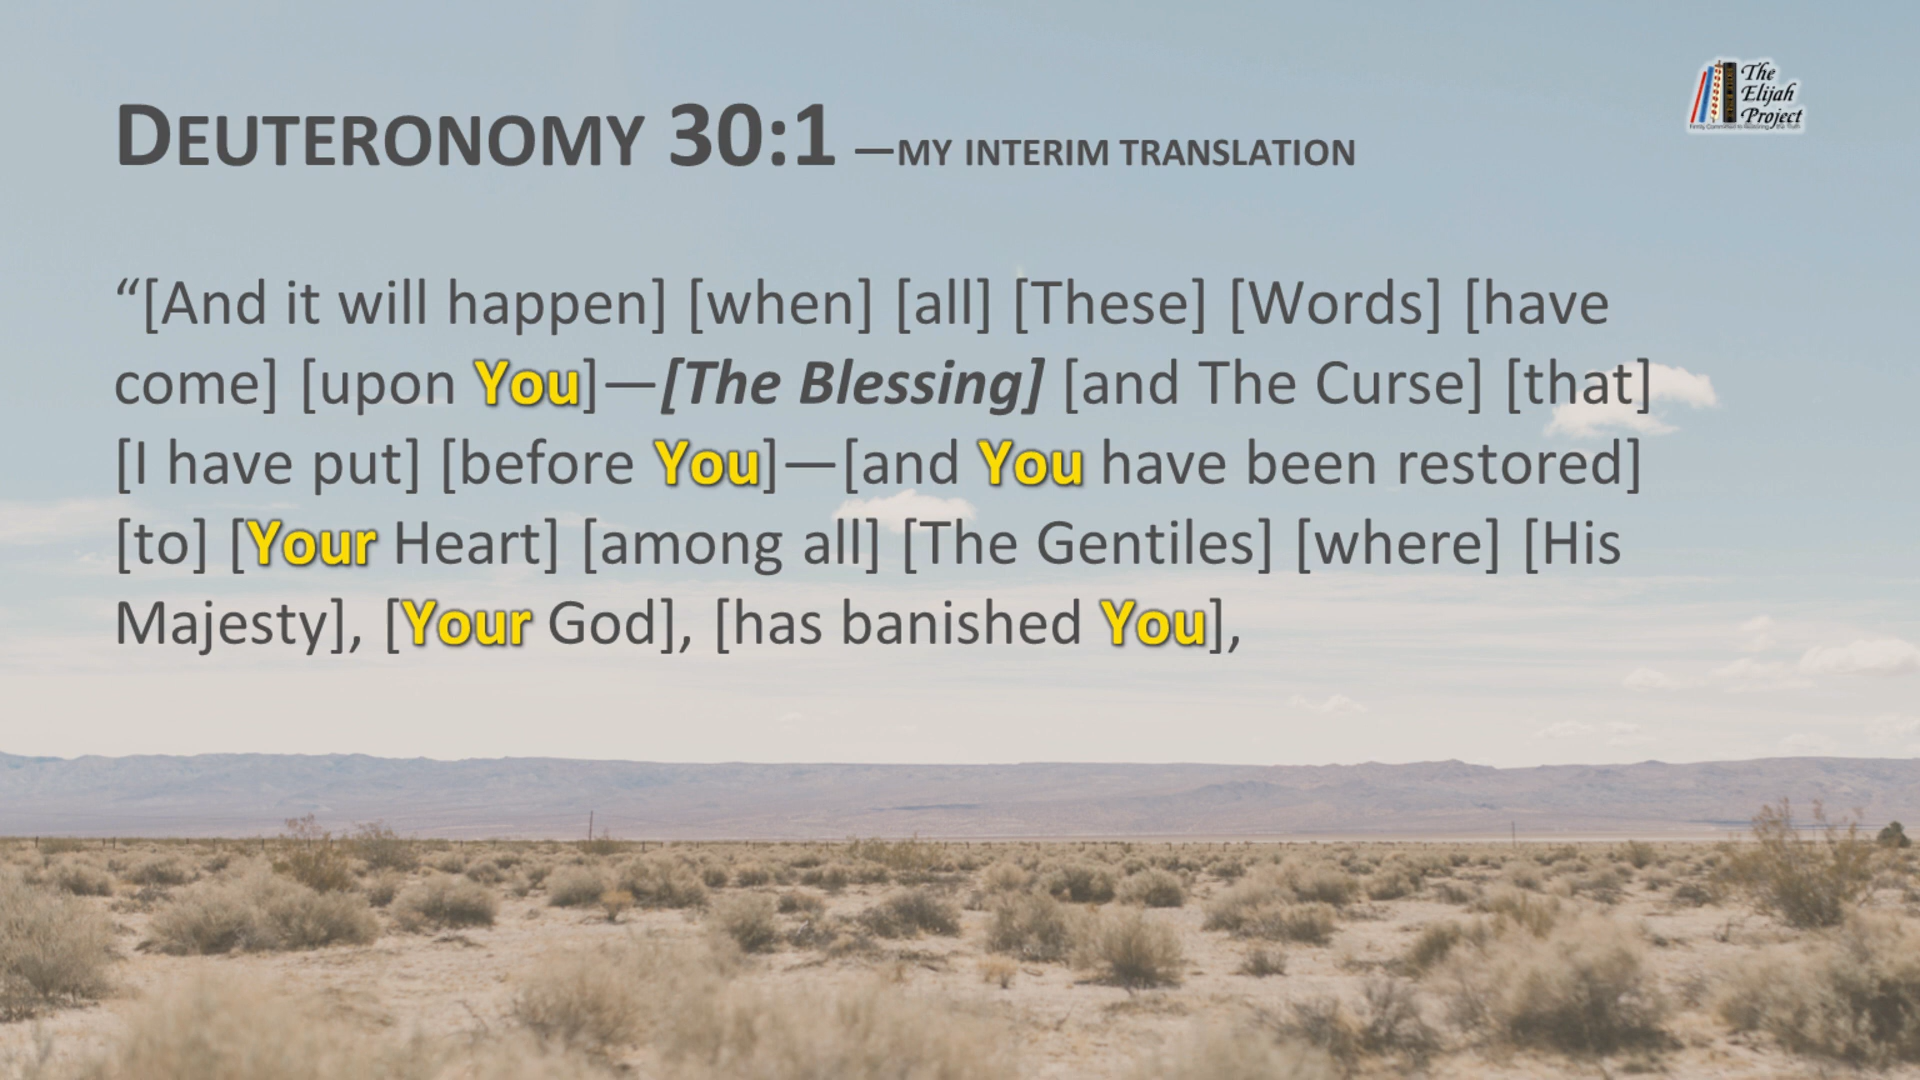 DEUTERONOMY 30:1 —MY INTERIM TRANSLATION
The
Elijah
Project
“[And it will happen] [when] [all] [These] [Words] [have
come] [upon You]—[The Blessing] [and The Curse] [that]
[I have put] [before You]—[and You have been restored]
[to] [Your Heart] [among all] [The Gentiles] [where] [His
Majesty], [Your God], [has banished You],